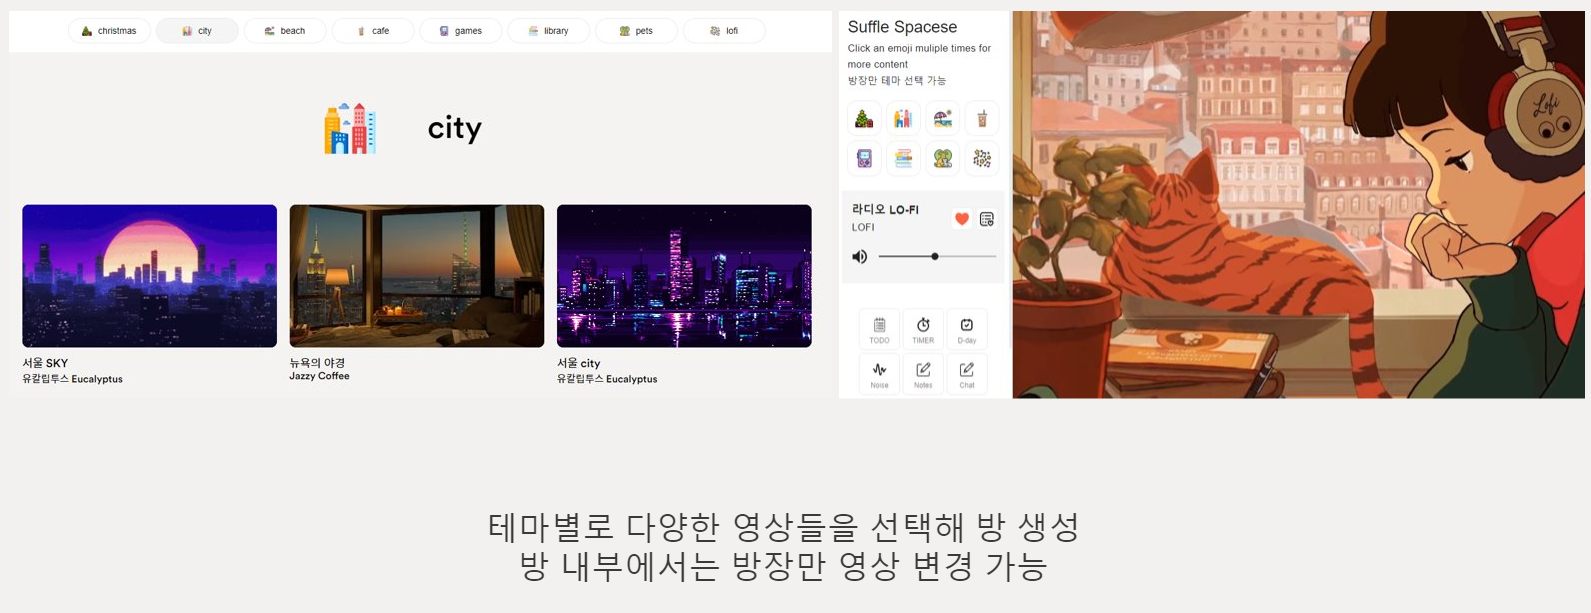 christmas
city
beach
cafe
games
library
pets
lofi
city
서울 SKY
유칼립투스 Eucalyptus
뉴욕의 야경
Jazzy Coffee
서울 city
유칼립투스 Eucalyptus
Suffle Spacese
Click an emoji muliple times for
more content
방장만 테마 선택 가능
라디오 LO-FI
LOFI
TODO
TIMER
D-day
Noise
Notes
Chat
Lofi
테마별로 다양한 영상들을 선택해 방 생성
방 내부에서는 방장만 영상 변경 가능